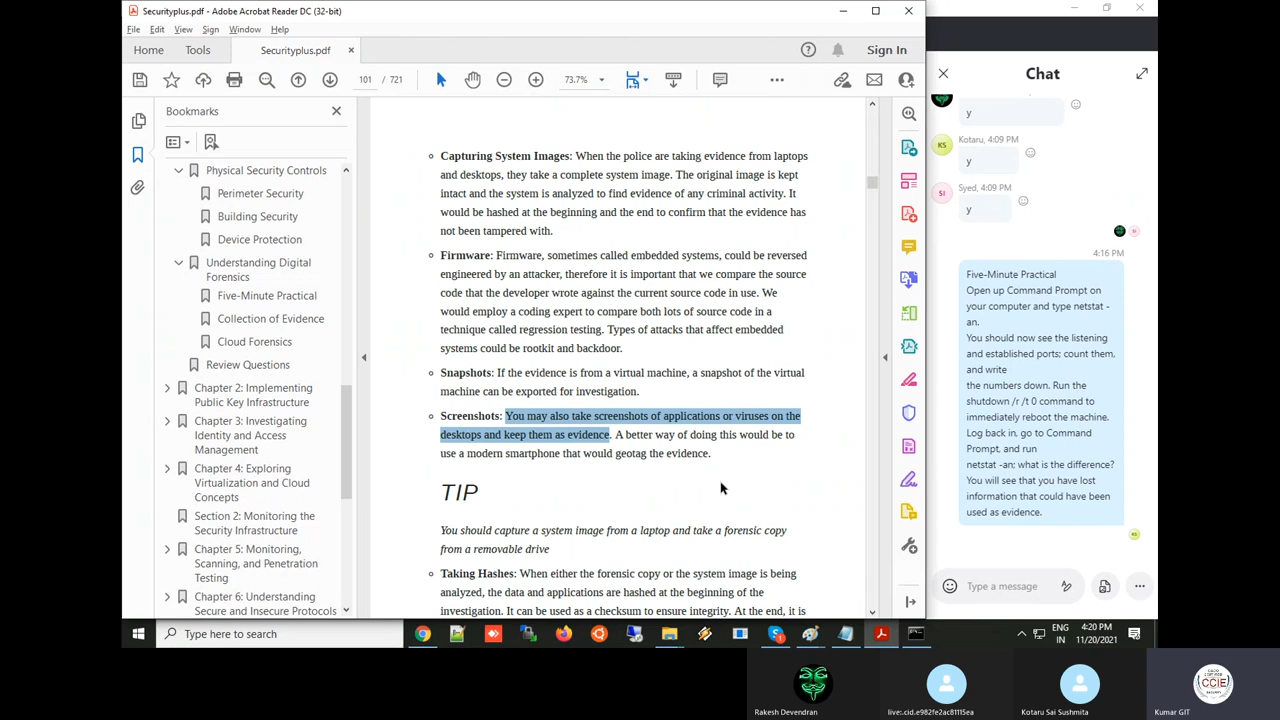 Securityplus.pdf - Adobe Acrobat Reader DC (32-bit)
File Edit View Sign Window Help
Home Tools Securityplus.pdf × Sign In
101 / 721 73.7%
Bookmarks
Physical Security Controls
Perimeter Security
Building Security
Device Protection
Understanding Digital
Forensics
Five-Minute Practical
Collection of Evidence
Cloud Forensics
Review Questions
Chapter 2: Implementing
Public Key Infrastructure
Chapter 3: Investigating
Identity and Access
Management
Chapter 4: Exploring
Virtualization and Cloud
Concepts
Section 2: Monitoring the
Security Infrastructure
Chapter 5: Monitoring,
Scanning, and Penetration
Testing
Chapter 6: Understanding
Secure and Insecure Protocols
Capturing System Images: When the police are taking evidence from laptops
and desktops, they take a complete system image. The original image is kept
intact and the system is analyzed to find evidence of any criminal activity. It
would be hashed at the beginning and the end to confirm that the evidence has
not been tampered with.
Firmware: Firmware, sometimes called embedded systems, could be reversed
engineered by an attacker, therefore it is important that we compare the source
code that the developer wrote against the current source code in use. We
would employ a coding expert to compare both lots of source code in a
technique called regression testing. Types of attacks that affect embedded
systems could be rootkit and backdoor.
Snapshots: If the evidence is from a virtual machine, a snapshot of the virtual
machine can be exported for investigation.
Screenshots: You may also take screenshots of applications or viruses on the
desktops and keep them as evidence. A better way of doing this would be to
use a modern smartphone that would geotag the evidence.
TIP
You should capture a system image from a laptop and take a forensic copy
from a removable drive
Taking Hashes: When either the forensic copy or the system image is being
analyzed, the data and applications are hashed at the beginning of the
investigation. It can be used as a checksum to ensure integrity. At the end, it is
Chat
y
Kotaru, 4:09 PM
KS
y
Syed, 4:09 PM
SI
y
4:16 PM
Five-Minute Practical
Open up Command Prompt on
your computer and type netstat -
an.
You should now see the listening
and established ports; count them,
and write
the numbers down. Run the
shutdown /r /t 0 command to
immediately reboot the machine.
Log back in, go to Command
Prompt, and run
netstat -an; what is the difference?
You will see that you have lost
information that could have been
used as evidence.
KS
Type a message
Type here to search
ENG
IN
4:20 PM
11/20/2021
CISCO
CERTIFIED
CCIE
SECURITY
Rakesh Devendran
live:.cid.e982fe2ac81115ea
Kotaru Sai Sushmita
Kumar GIT